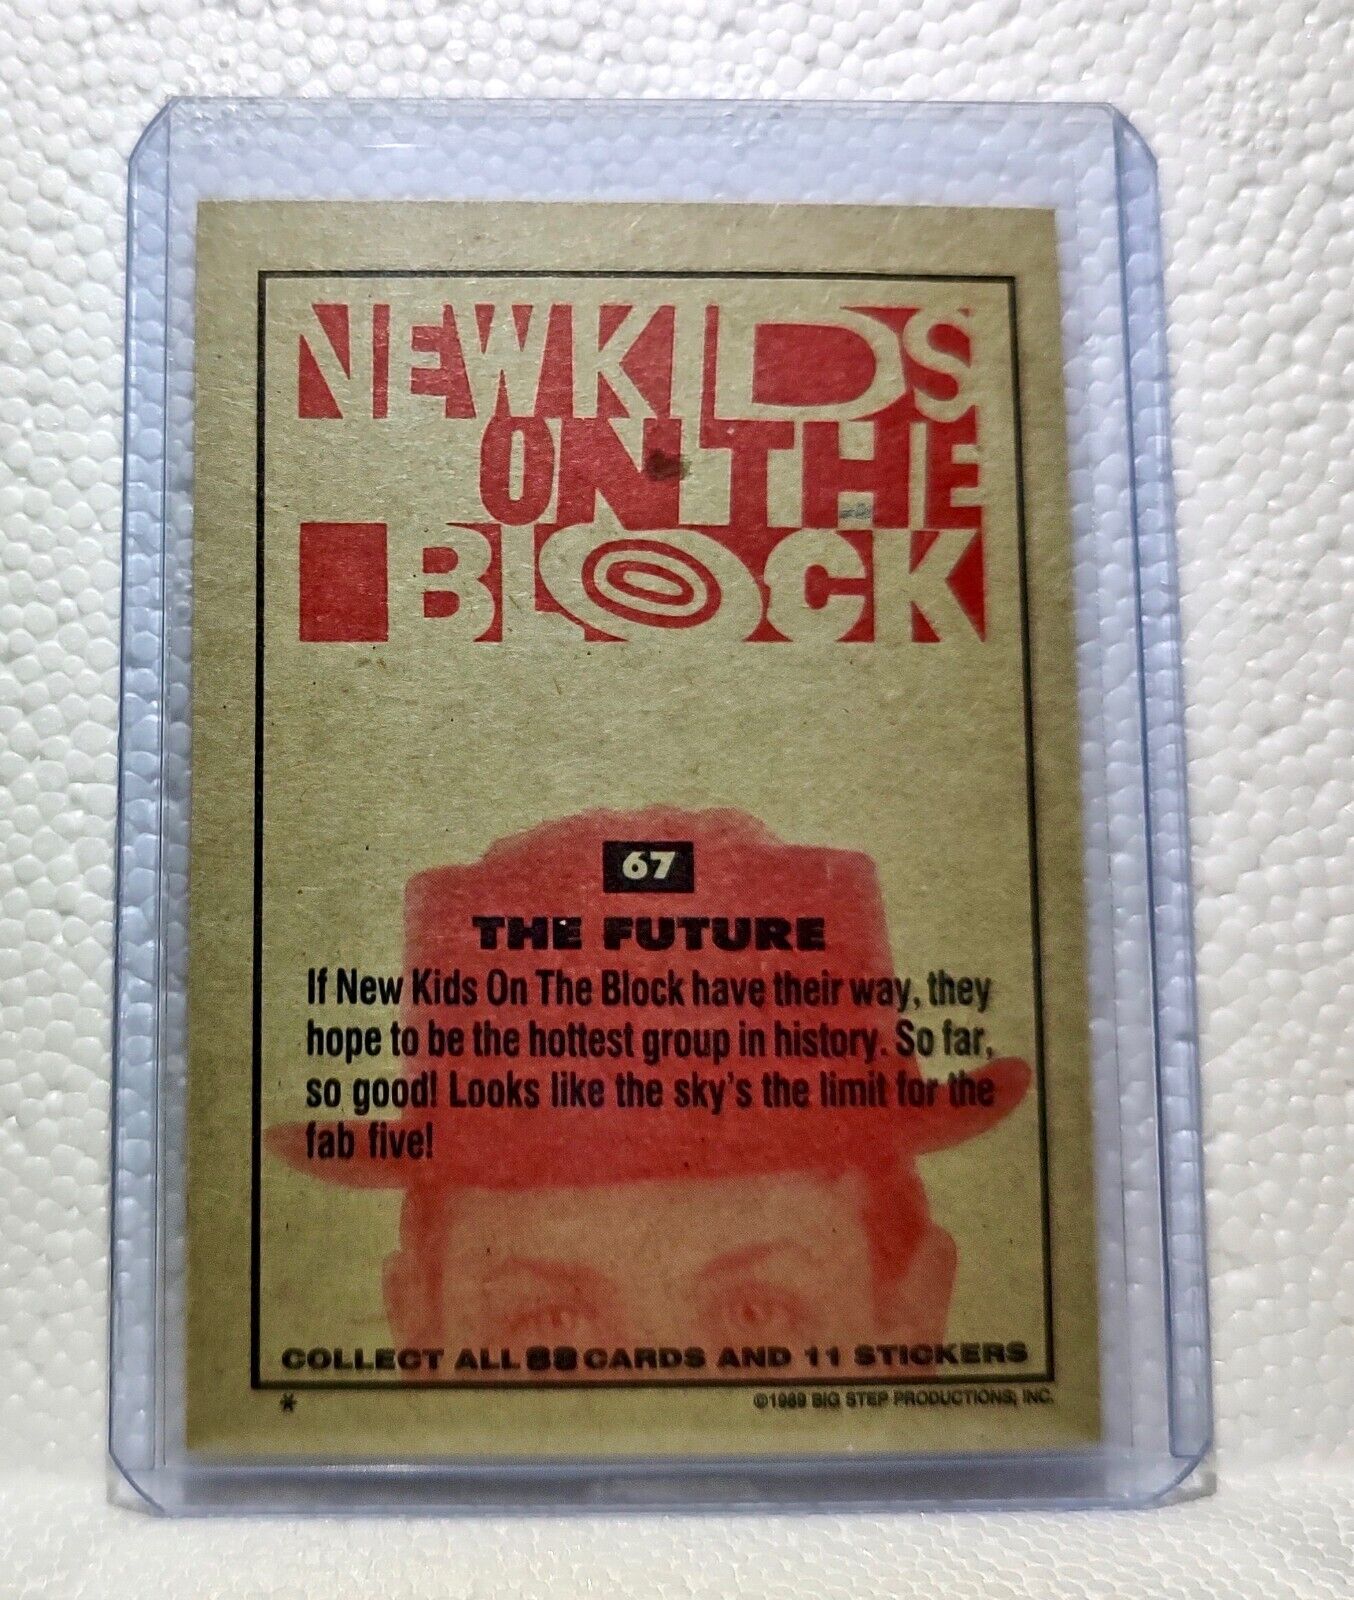 NEW KIDS
ON THE
BLOCK
67
THE FUTURE
If New Kids On The Block have their way, they
hope to be the hottest group in history. So far,
so good! Looks like the sky's the limit for the
fab five!
COLLECT ALL 88 CARDS AND 11 STICKERS
* ©1989 BIG STEP PRODUCTIONS, INC.